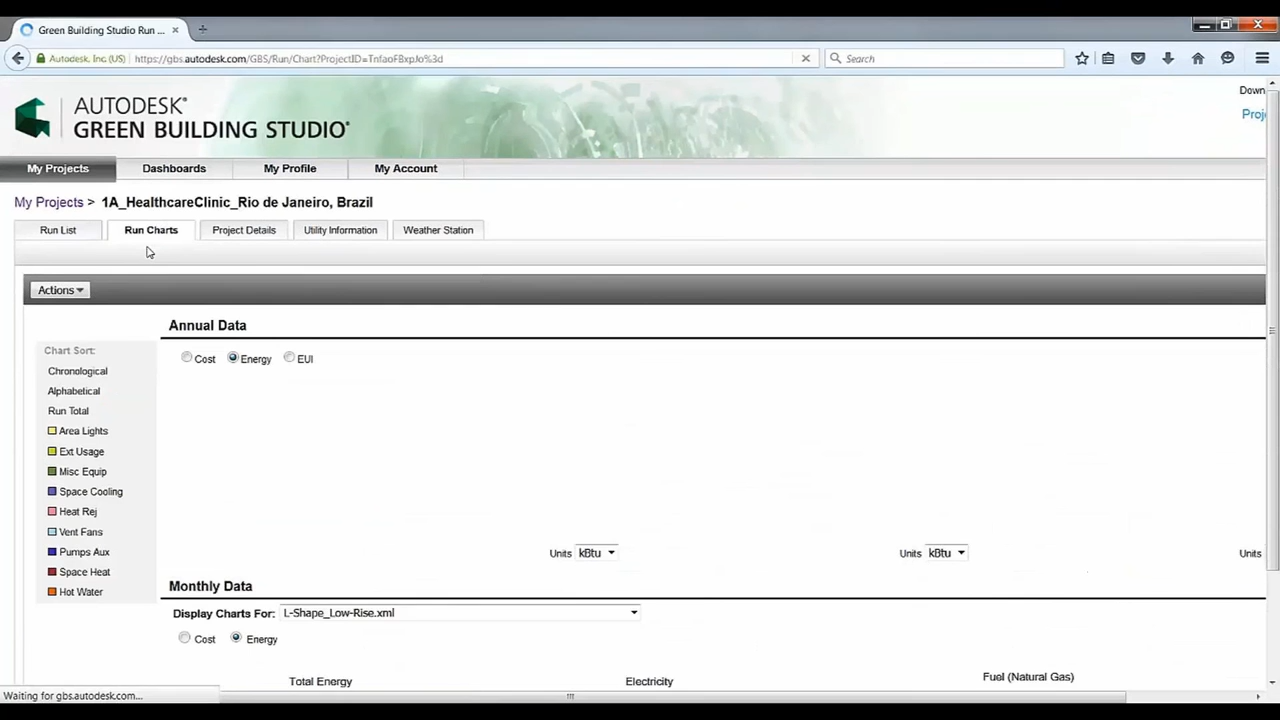 Green Building Studio Run ...
Autodesk, Inc. (US)
https://gbs.autodesk.com/GBS/Run/Chart?ProjectID=TnfaoFBxpJo%3d
Search
Down
AUTODESK®
GREEN BUILDING STUDIO®
Proje
My Projects
Dashboards
My Profile
My Account
My Projects > 1A_HealthcareClinic_Rio de Janeiro, Brazil
Run List
Run Charts
Project Details
Utility Information
Weather Station
Actions
Annual Data
Chart Sort:
Cost
Energy
EUI
Chronological
Alphabetical
Run Total
Area Lights
Ext Usage
Misc Equip
Space Cooling
Heat Rej
Vent Fans
Pumps Aux
Space Heat
Hot Water
Units kBtu
Units kBtu
Units
Monthly Data
Display Charts For: L-Shape_Low-Rise.xml
Cost
Energy
Total Energy
Electricity
Fuel (Natural Gas)
Waiting for gbs.autodesk.com...